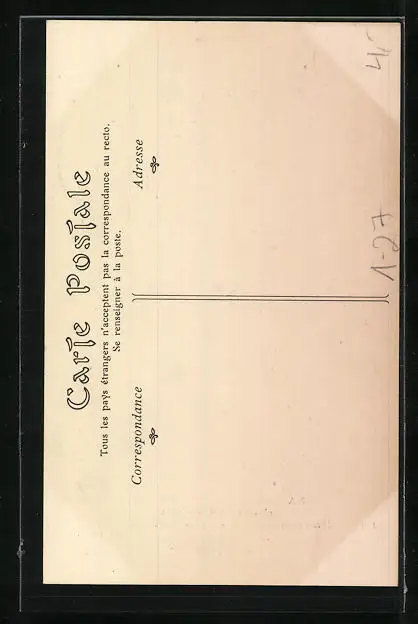 Carte Postale
Tous les pays étrangers n'acceptent pas la correspondance au recto.
Se renseigner à la poste.
Correspondance
Adresse
1-27